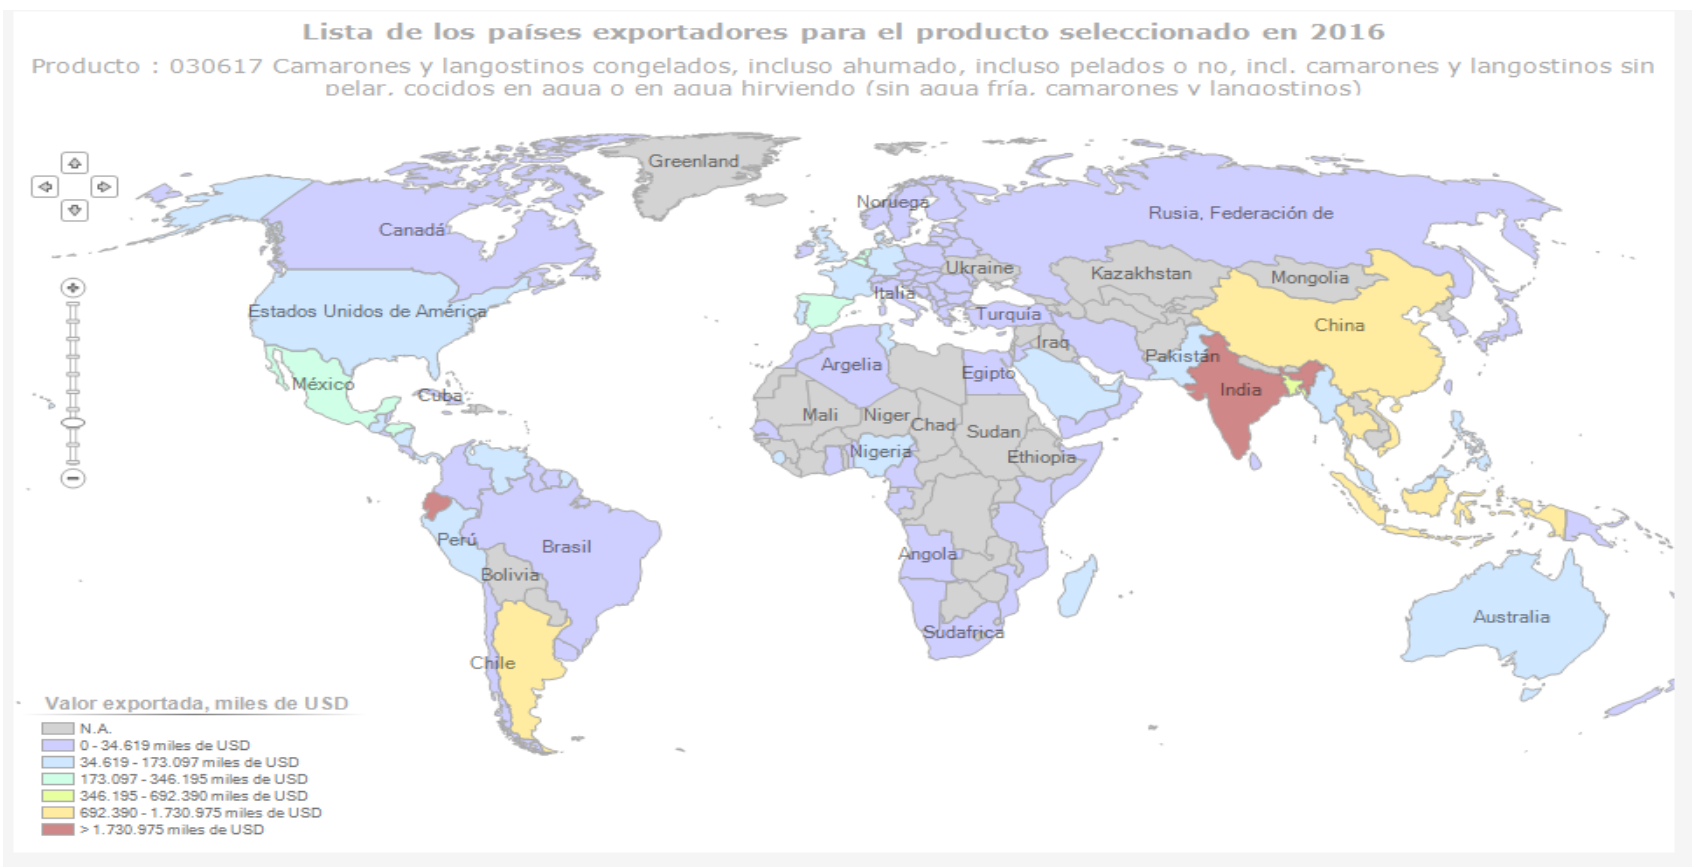 Lista de los países exportadores para el producto seleccionado en 2016
Producto : 030617 Camarones y langostinos congelados, incluso ahumado, incluso pelados o no, incl. camarones y langostinos sin
pelar, cocidos en agua o en agua hirviendo (sin agua fría, camarones y langostinos)
Greenland
Noruega
Rusia, Federación de
Canadá
Ukraine
Kazakhstan
Mongolia
Italia
Estados Unidos de América
Turquía
China
Iraq
Pakistán
Argelia
Egipto
México
Cuba
India
Mali
Niger
Chad
Sudan
Nigeria
Ethiopia
Perú
Brasil
Angola
Bolivia
Australia
Sudafrica
Chile
Valor exportada, miles de USD
N.A.
0 - 34.619 miles de USD
34.619 - 173.097 miles de USD
173.097 - 346.195 miles de USD
346.195 - 692.390 miles de USD
692.390 - 1.730.975 miles de USD
> 1.730.975 miles de USD